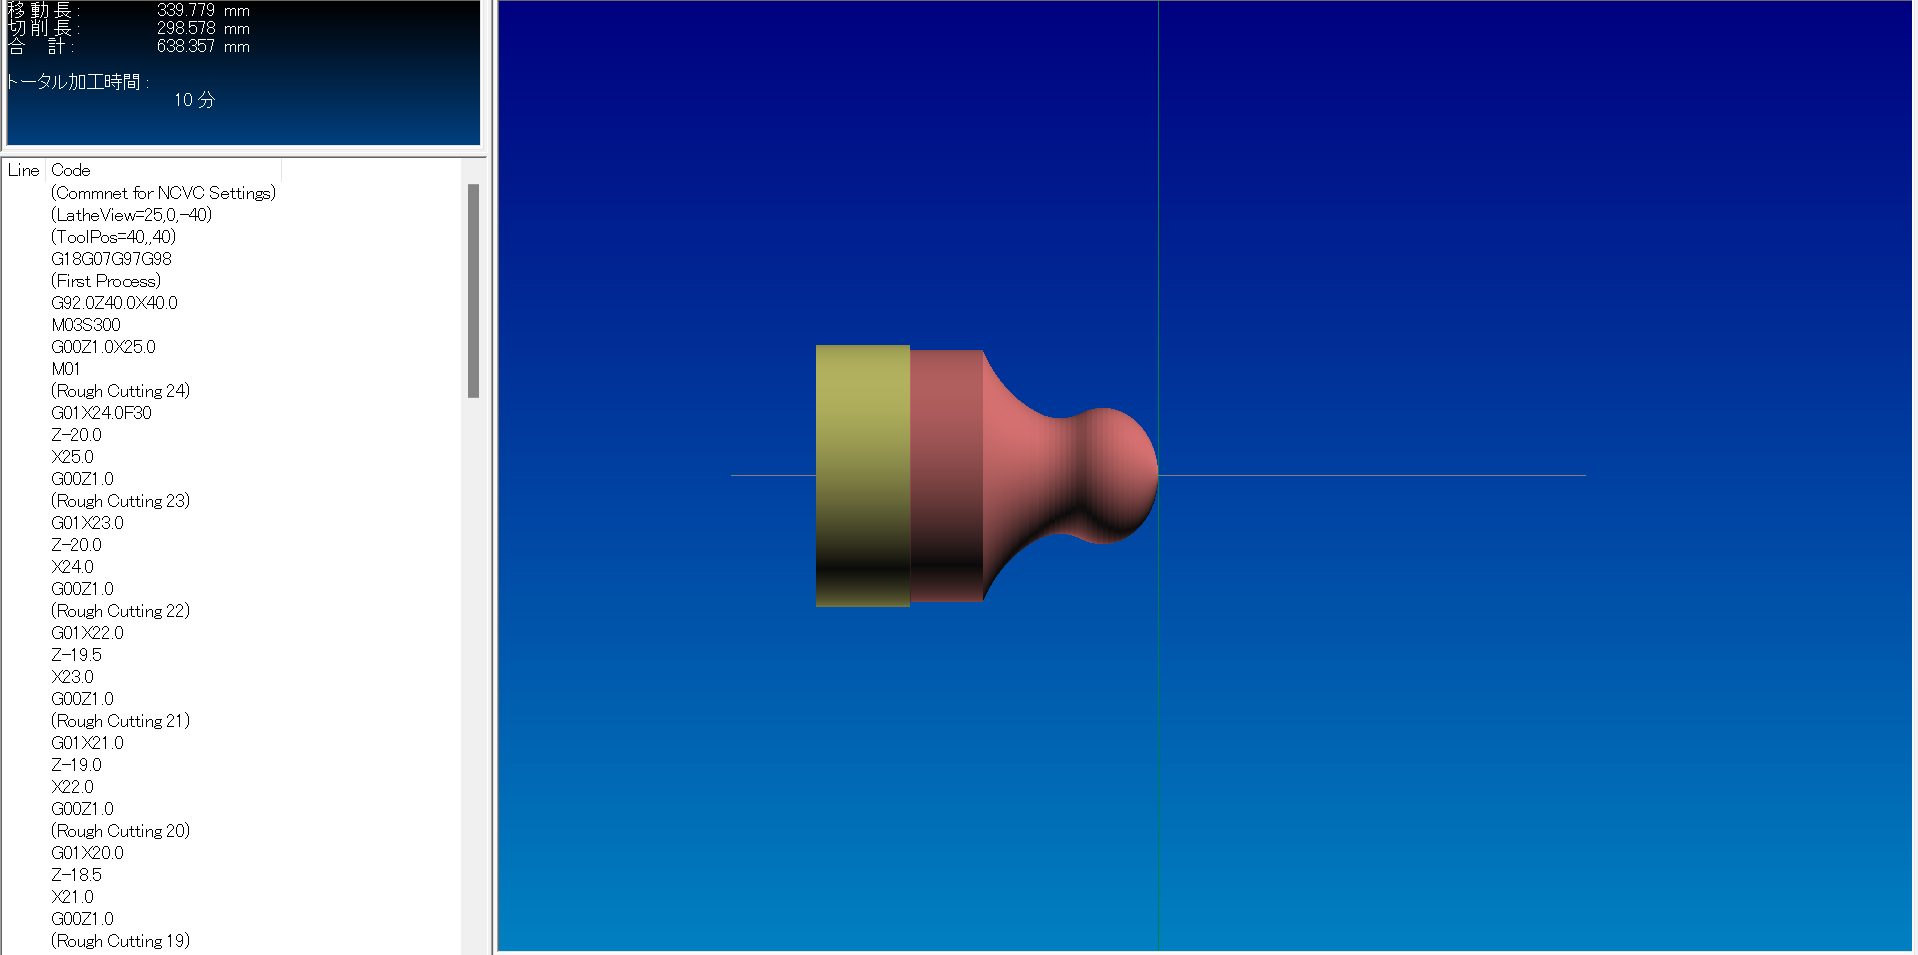 移動長 : 339.779 mm
切削長 : 298.578 mm
合　計 : 638.357 mm
トータル加工時間 :
10 分
Line Code
(Commnet for NCVC Settings)
(LatheView=25,0,-40)
(ToolPos=40,,40)
G18G07G97G98
(First Process)
G92.0Z40.0X40.0
M03S300
G00Z1.0X25.0
M01
(Rough Cutting 24)
G01X24.0F30
Z-20.0
X25.0
G00Z1.0
(Rough Cutting 23)
G01X23.0
Z-20.0
X24.0
G00Z1.0
(Rough Cutting 22)
G01X22.0
Z-19.5
X23.0
G00Z1.0
(Rough Cutting 21)
G01X21.0
Z-19.0
X22.0
G00Z1.0
(Rough Cutting 20)
G01X20.0
Z-18.5
X21.0
G00Z1.0
(Rough Cutting 19)